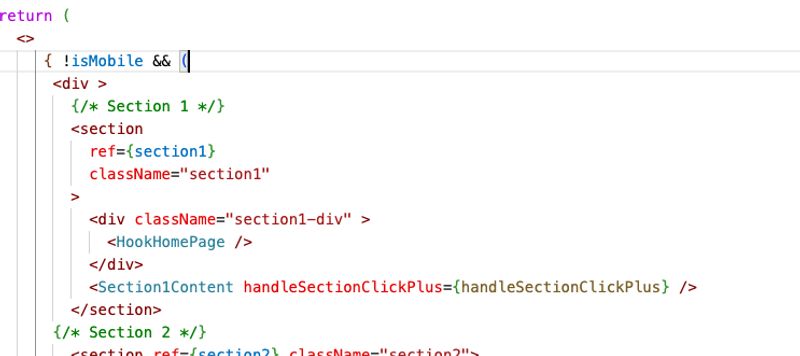 return (
<>
{ !isMobile && (
<div >
{/* Section 1 */}
<section
ref={section1}
className="section1"
>
<div className="section1-div" >
<HookHomePage />
</div>
<Section1Content handleSectionClickPlus={handleSectionClickPlus} />
</section>
{/* Section 2 */}
<section ref={section2} className="section2">